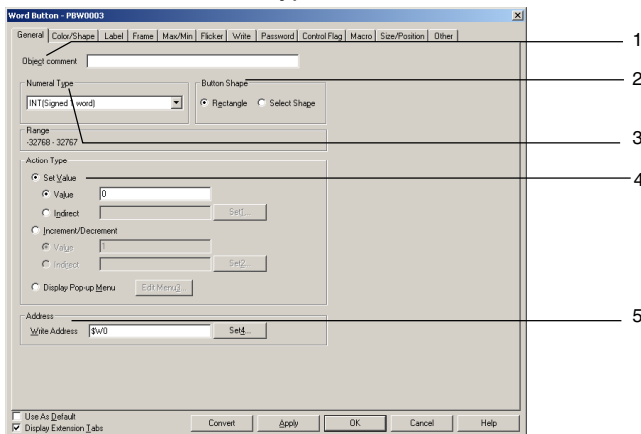 Word Button - PBW0003
General Color/Shape Label Frame Max/Min Flicker Write Password Control Flag Macro Size/Position Other
1
Object comment
2
Numeral Type Button Shape
INT(Signed 1 word) Rectangle Select Shape
3
Range
-32768 - 32767
Action Type
4
Set Value
Value 0
Indirect Set1...
Increment/Decrement
Value 1
Indirect Set2...
Display Pop-up Menu Edit Menu3...
Address
5
Write Address $W0 Set4...
Use As Default
Display Extension Tabs
Convert Apply OK Cancel Help